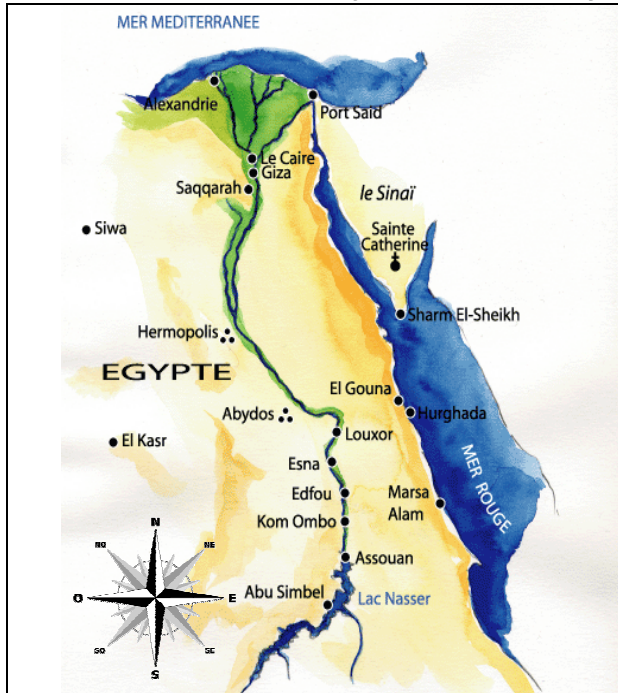 MER MEDITERRANEE
Alexandrie
Port Saïd
Le Caire
Giza
Saqqarah
le Sinaï
Siwa
Sainte
Catherine
Sharm El-Sheikh
Hermopolis
EGYPTE
El Gouna
Hurghada
Abydos
Louxor
El Kasr
Esna
Edfou
Marsa
Alam
MER ROUGE
Kom Ombo
Assouan
Abu Simbel
Lac Nasser
N
NO
NE
O
E
SO
SE
S